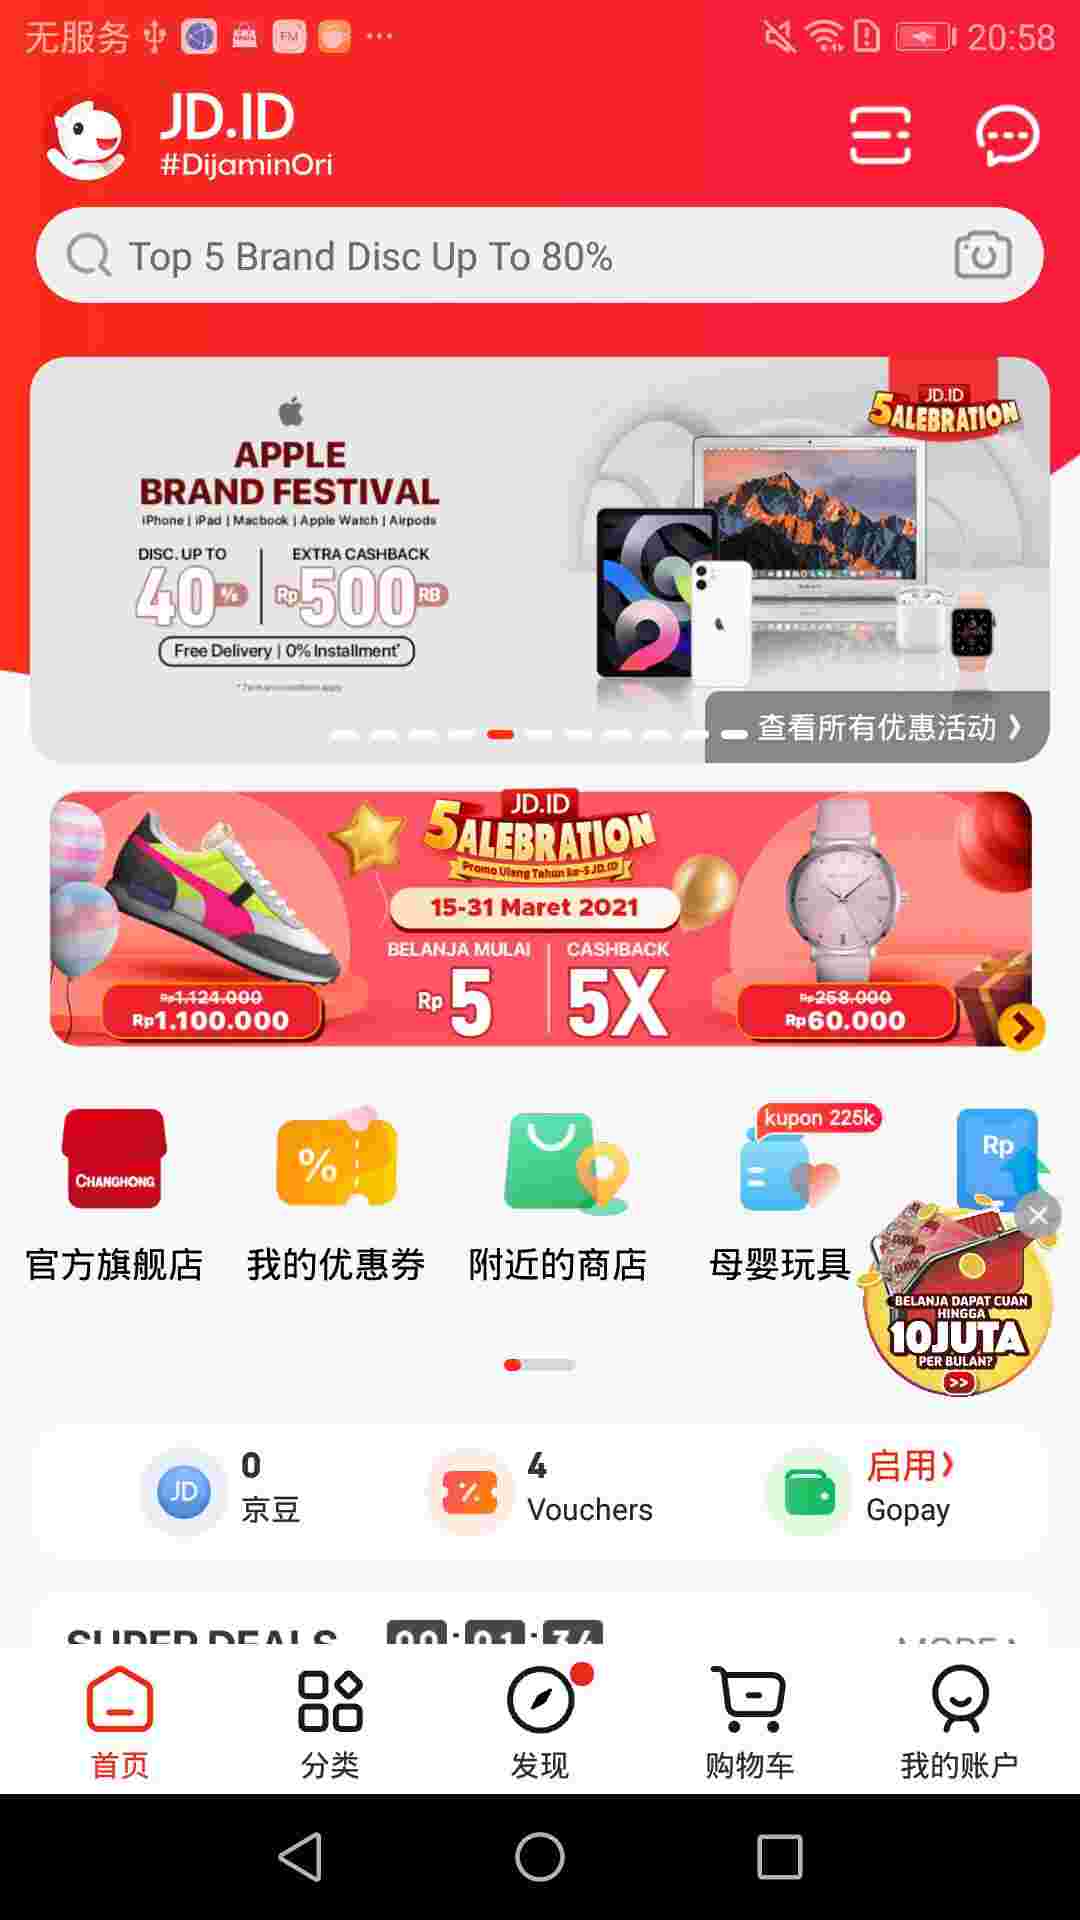 无服务
FM
20:58
JD.ID
#DijaminOri
Top 5 Brand Disc Up To 80%
JD.ID
5ALEBRATION
APPLE
BRAND FESTIVAL
iPhone | iPad | Macbook | Apple Watch | Airpods
DISC. UP TO
40%
EXTRA CASHBACK
Rp500RB
Free Delivery | 0% Installment*
查看所有优惠活动
JD.ID
5ALEBRATION
Promo Ulang Tahun ke-5 JD.ID
15-31 Maret 2021
BELANJA MULAI
Rp5
CASHBACK
5X
Rp1.124.000
Rp1.100.000
Rp258.000
Rp60.000
CHANGHONG
%
kupon 225k
Rp
官方旗舰店
我的优惠券
附近的商店
母婴玩具
BELANJA DAPAT CUAN
HINGGA
10JUTA
PER BULAN?
>>
JD
0
京豆
4
Vouchers
启用
Gopay
SUPER DEALS
00:01:34
MORE
首页
分类
发现
购物车
我的账户